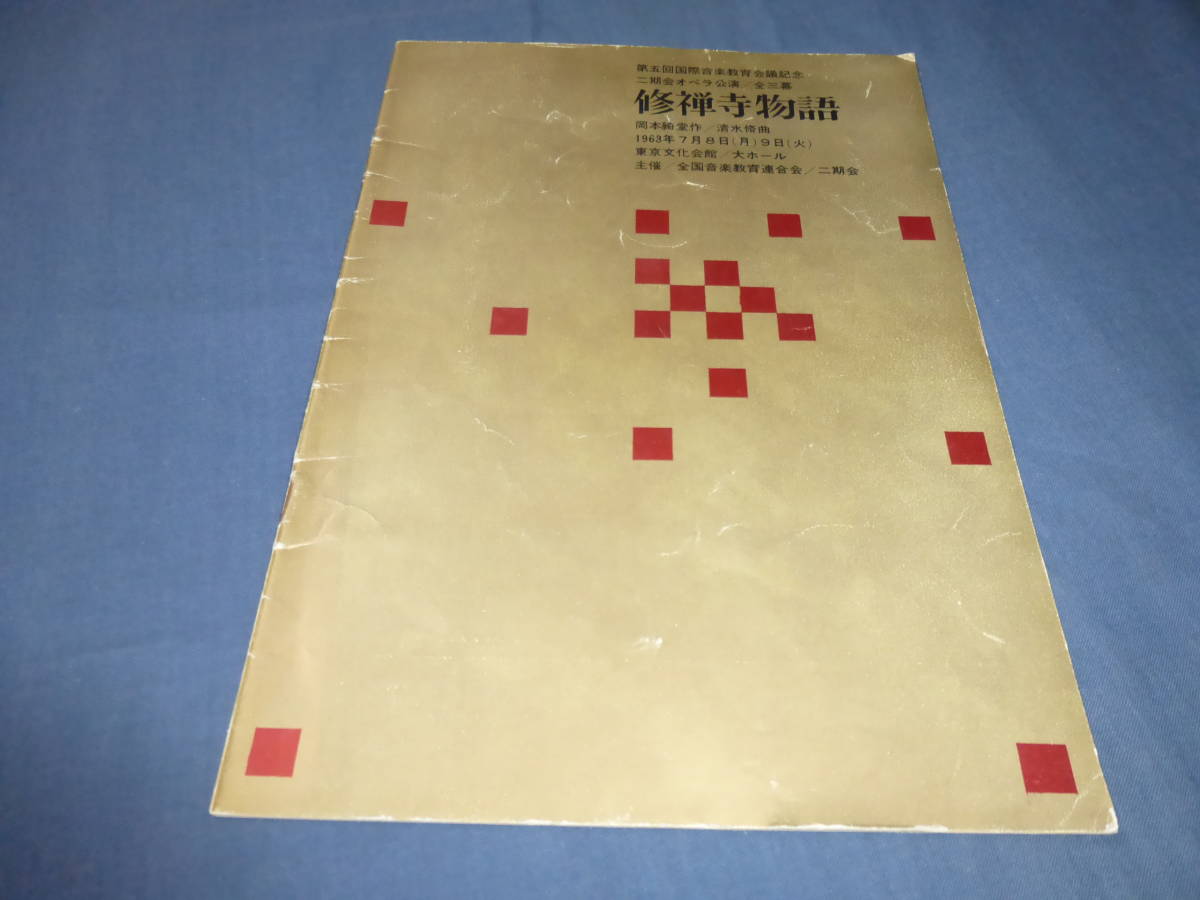 第五回国際音楽教育会議記念
二期会オペラ公演／全三幕
修禅寺物語
岡本綺堂作／清水脩曲
1963年7月8日(月)9日(火)
東京文化会館／大ホール
主催／全国音楽教育連合会／二期会